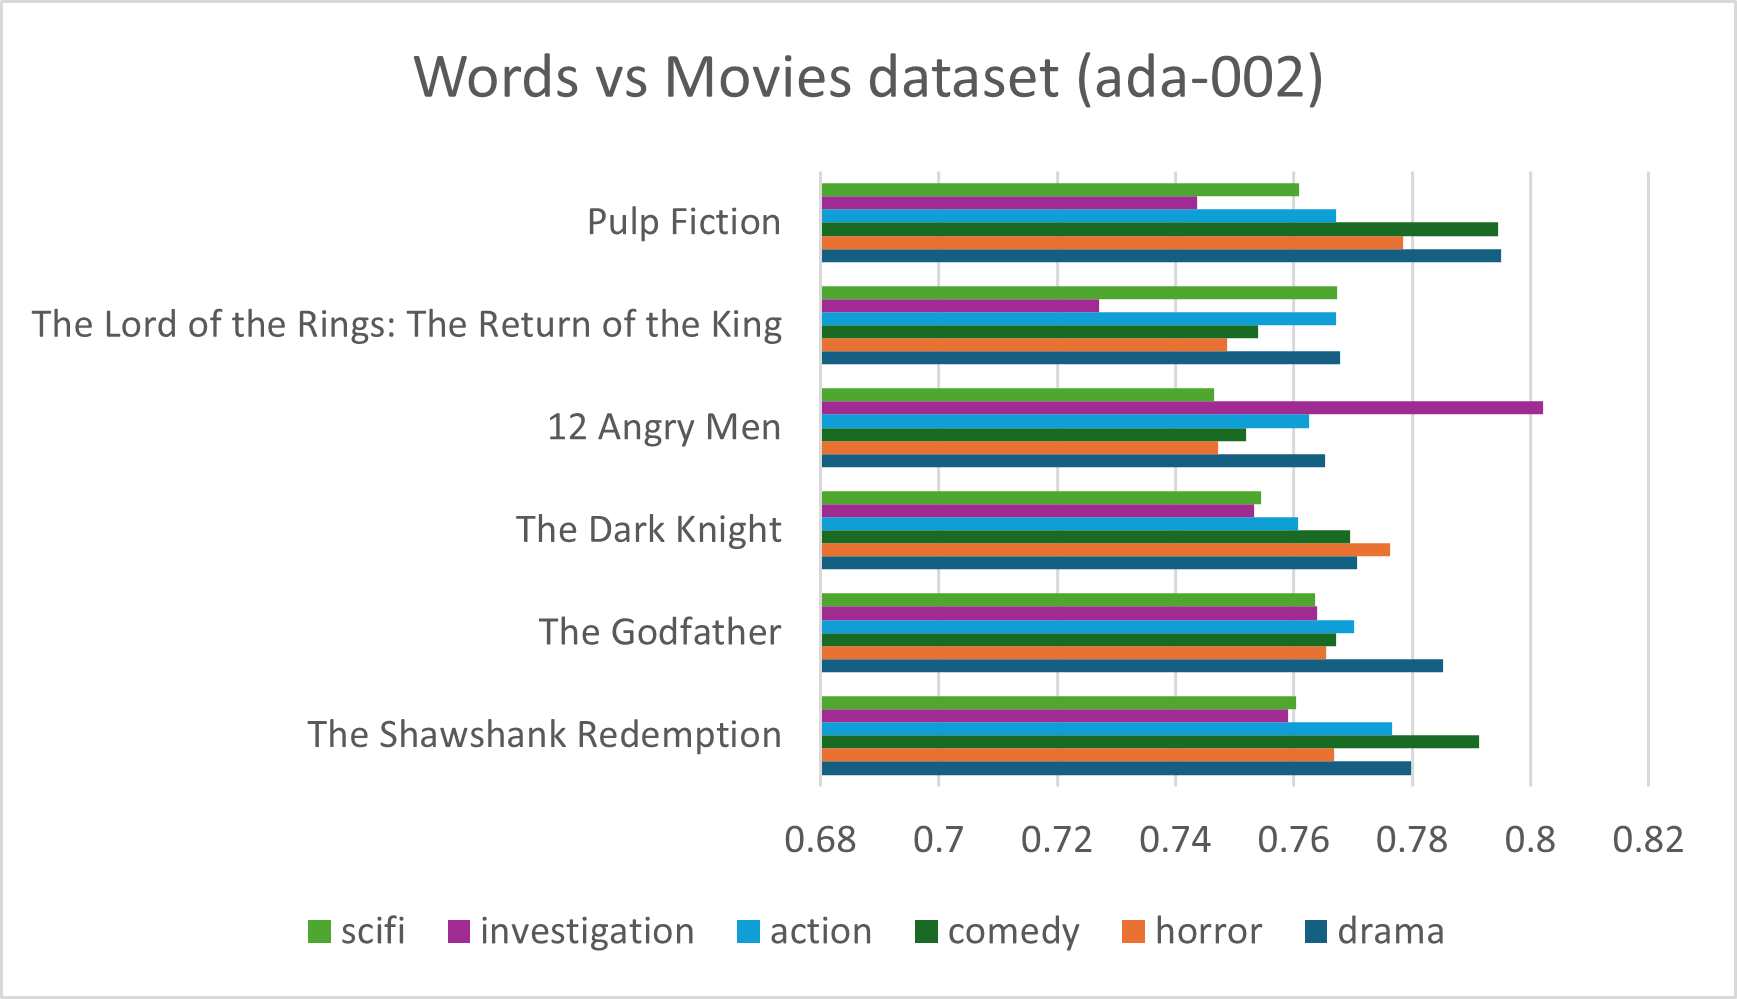 Words vs Movies dataset (ada-002)
Pulp Fiction
The Lord of the Rings: The Return of the King
12 Angry Men
The Dark Knight
The Godfather
The Shawshank Redemption
0.68 0.7 0.72 0.74 0.76 0.78 0.8 0.82
scifi investigation action comedy horror drama